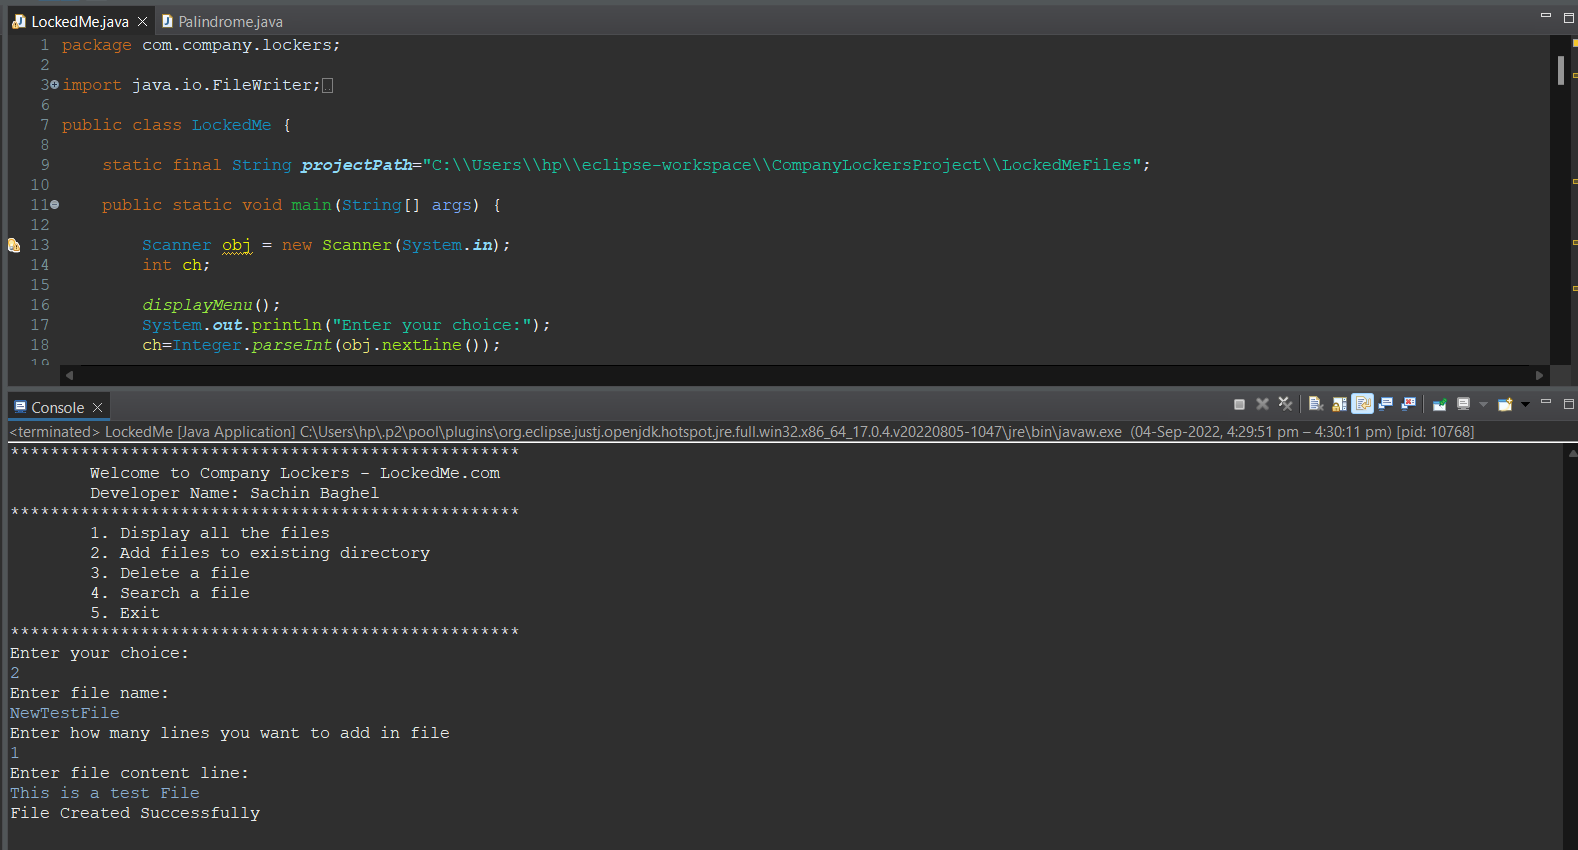 LockedMe.java Palindrome.java
1 package com.company.lockers;
2
3 import java.io.FileWriter;
6
7 public class LockedMe {
8
9 static final String projectPath="C:\\Users\\hp\\eclipse-workspace\\CompanyLockersProject\\LockedMeFiles";
10
11 public static void main(String[] args) {
12
13 Scanner obj = new Scanner(System.in);
14 int ch;
15
16 displayMenu();
17 System.out.println("Enter your choice:");
18 ch=Integer.parseInt(obj.nextLine());
19
Console
<terminated> LockedMe [Java Application] C:\Users\hp\.p2\pool\plugins\org.eclipse.justj.openjdk.hotspot.jre.full.win32.x86_64_17.0.4.v20220805-1047\jre\bin\javaw.exe (04-Sep-2022, 4:29:51 pm – 4:30:11 pm) [pid: 10768]
***************************************************
Welcome to Company Lockers - LockedMe.com
Developer Name: Sachin Baghel
***************************************************
1. Display all the files
2. Add files to existing directory
3. Delete a file
4. Search a file
5. Exit
***************************************************
Enter your choice:
2
Enter file name:
NewTestFile
Enter how many lines you want to add in file
1
Enter file content line:
This is a test File
File Created Successfully